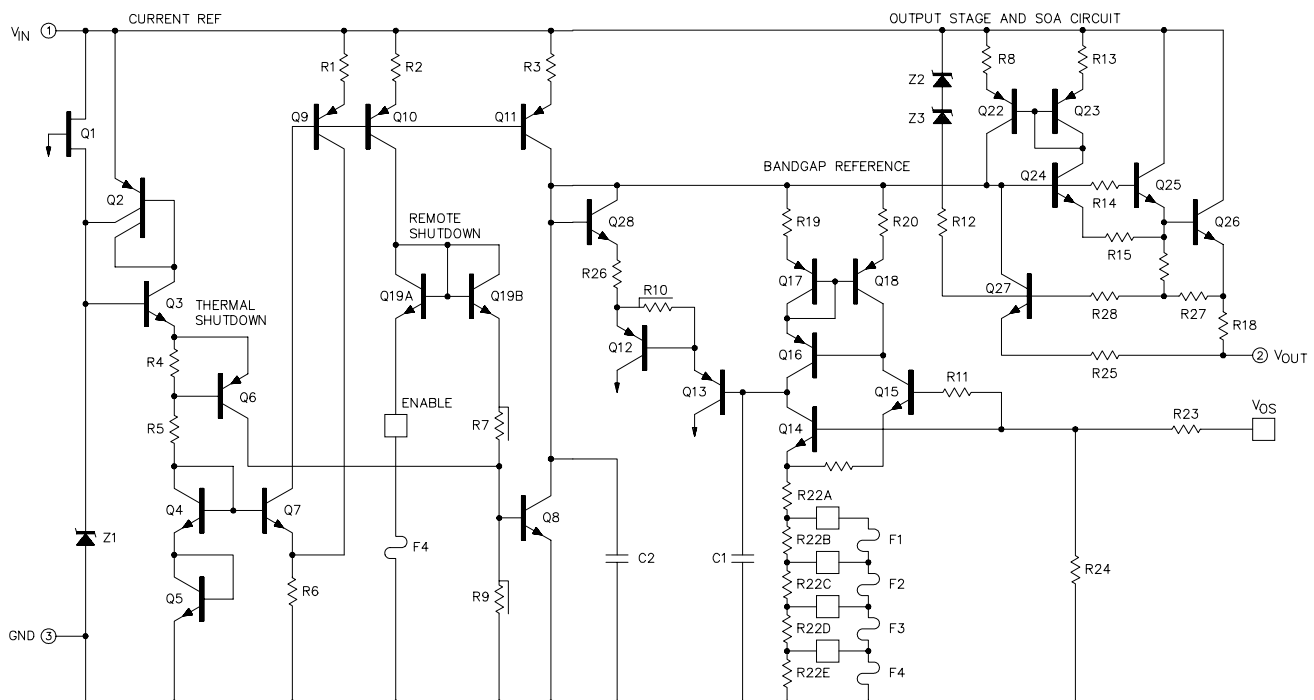 CURRENT REF
OUTPUT STAGE AND SOA CIRCUIT
VIN 1
R1
R2
R3
R8
R13
Z2
Z3
Q22
Q23
Q1
Q9
Q10
Q11
BANDGAP REFERENCE
Q24
R14
Q25
Q2
REMOTE
SHUTDOWN
Q28
R19
R20
R12
R15
Q26
R26
Q3
THERMAL
SHUTDOWN
Q19A
Q19B
R10
Q17
Q18
Q27
R28
R27
R18
R4
Q12
Q16
R25
2 VOUT
Q6
ENABLE
Q13
Q15
R11
VOS
R5
R7
Q14
R23
Q4
Q7
Q8
R22A
Z1
F4
C2
C1
R22B
F1
R24
Q5
R6
R9
R22C
F2
R22D
F3
GND 3
R22E
F4